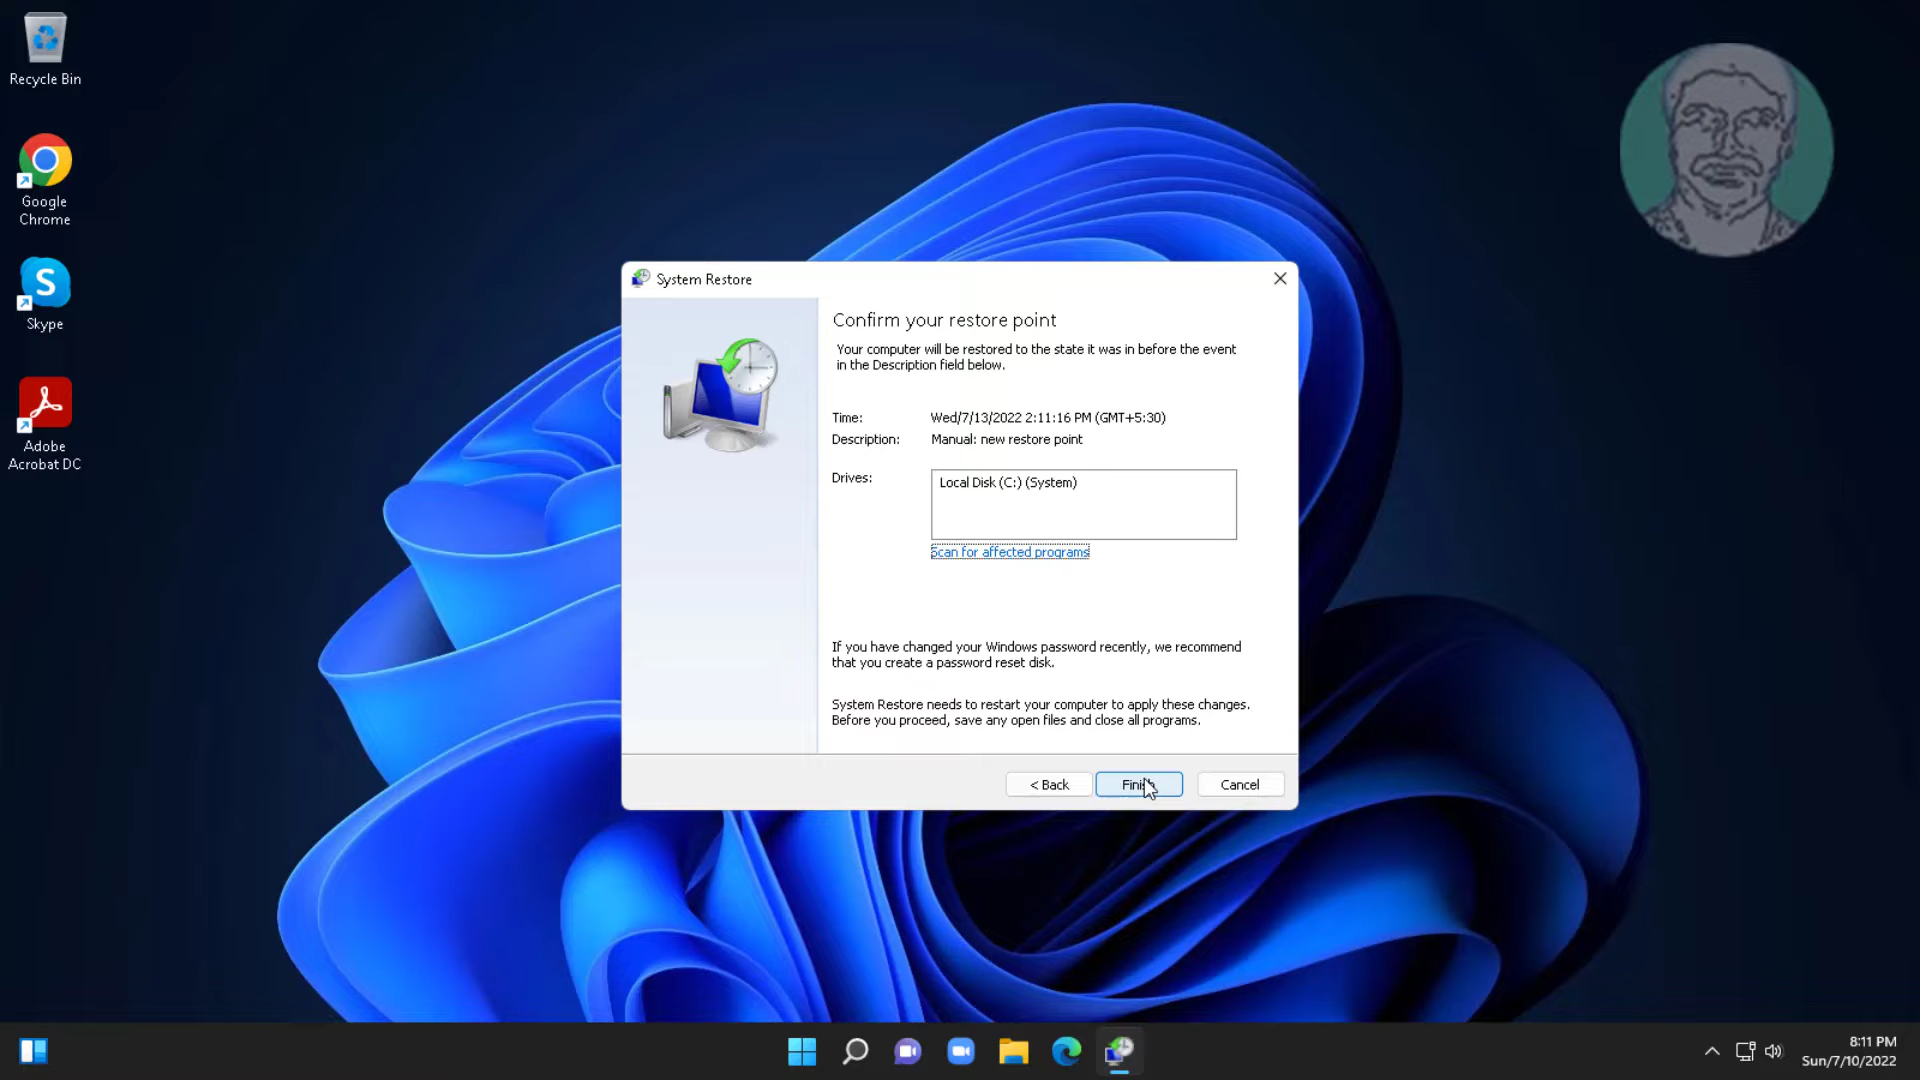 Recycle Bin
Google
Chrome
Skype
Adobe
Acrobat DC
System Restore
Confirm your restore point
Your computer will be restored to the state it was in before the event
in the Description field below.
Time: Wed/7/13/2022 2:11:16 PM (GMT+5:30)
Description: Manual: new restore point
Drives: Local Disk (C:) (System)
Scan for affected programs
If you have changed your Windows password recently, we recommend
that you create a password reset disk.
System Restore needs to restart your computer to apply these changes.
Before you proceed, save any open files and close all programs.
< Back Finish Cancel
8:11 PM
Sun/7/10/2022